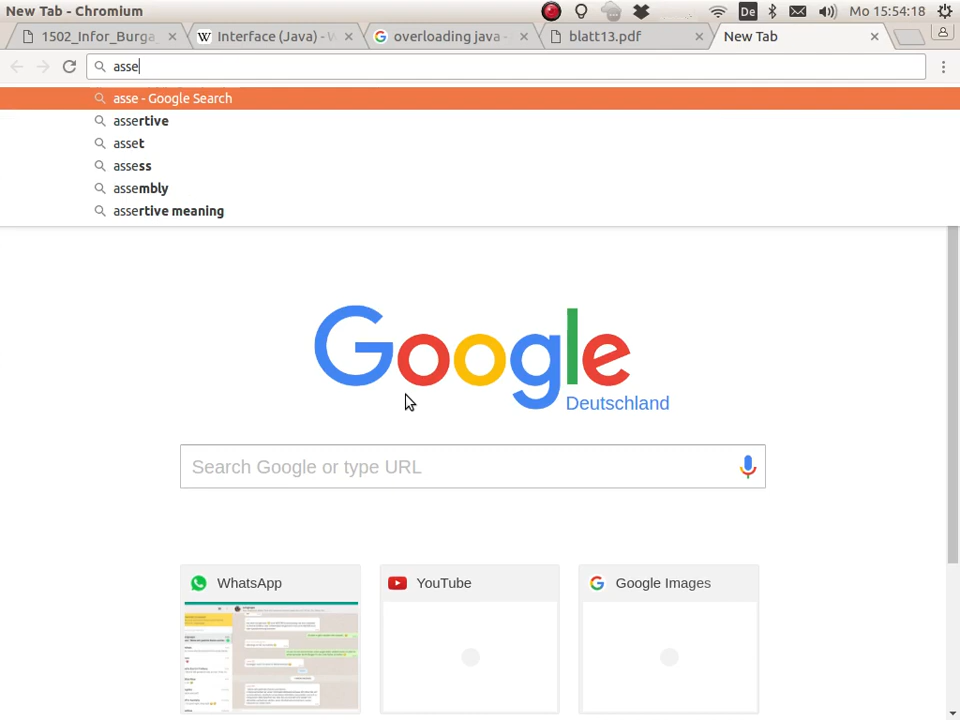 New Tab - Chromium
De
Mo 15:54:18
1502_Infor_Burga
Interface (Java) - W
overloading java -
blatt13.pdf
New Tab
asse
asse - Google Search
assertive
asset
assess
assembly
assertive meaning
Google
Deutschland
Search Google or type URL
WhatsApp
YouTube
Google Images